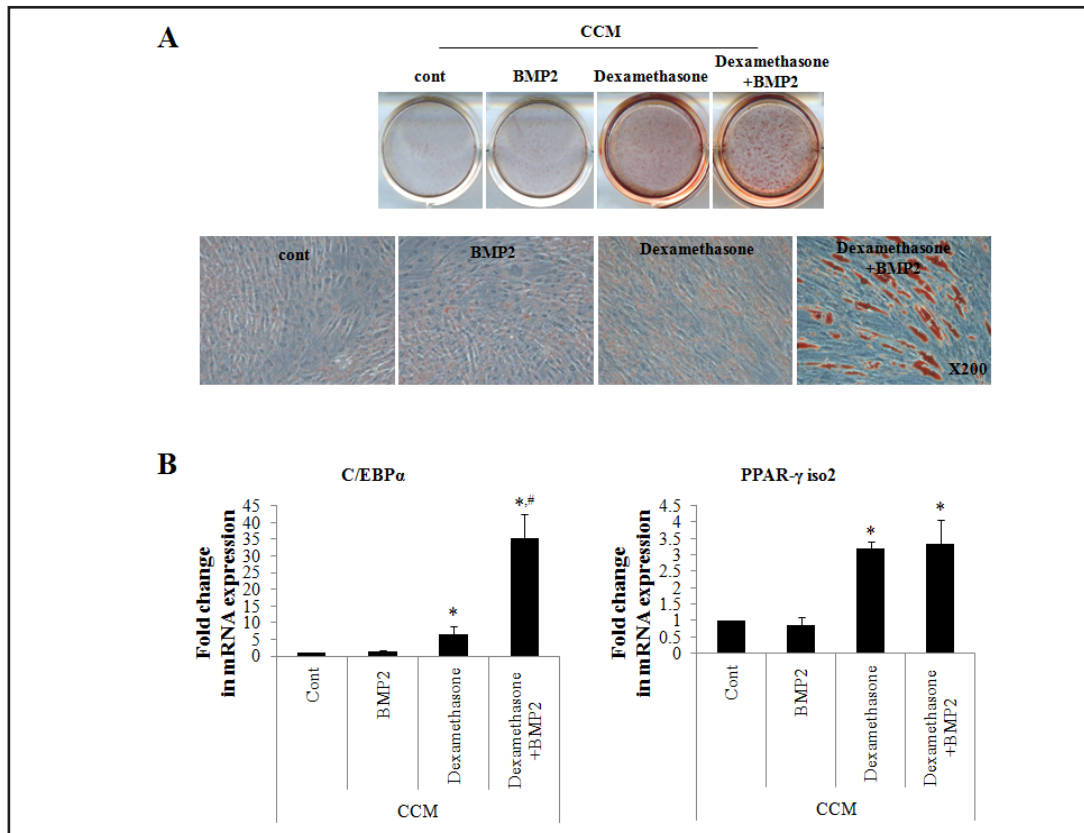 A
CCM
cont
BMP2
Dexamethasone
Dexamethasone
+BMP2
cont
BMP2
Dexamethasone
Dexamethasone
+BMP2
X200
B
C/EBPα
Fold change
in mRNA expression
45
40
35
30
25
20
15
10
5
0
*
*,#
Cont
BMP2
Dexamethasone
Dexamethasone
+BMP2
CCM
PPAR-γ iso2
Fold change
in mRNA expression
4.5
4
3.5
3
2.5
2
1.5
1
0.5
0
*
*
Cont
BMP2
Dexamethasone
Dexamethasone
+BMP2
CCM